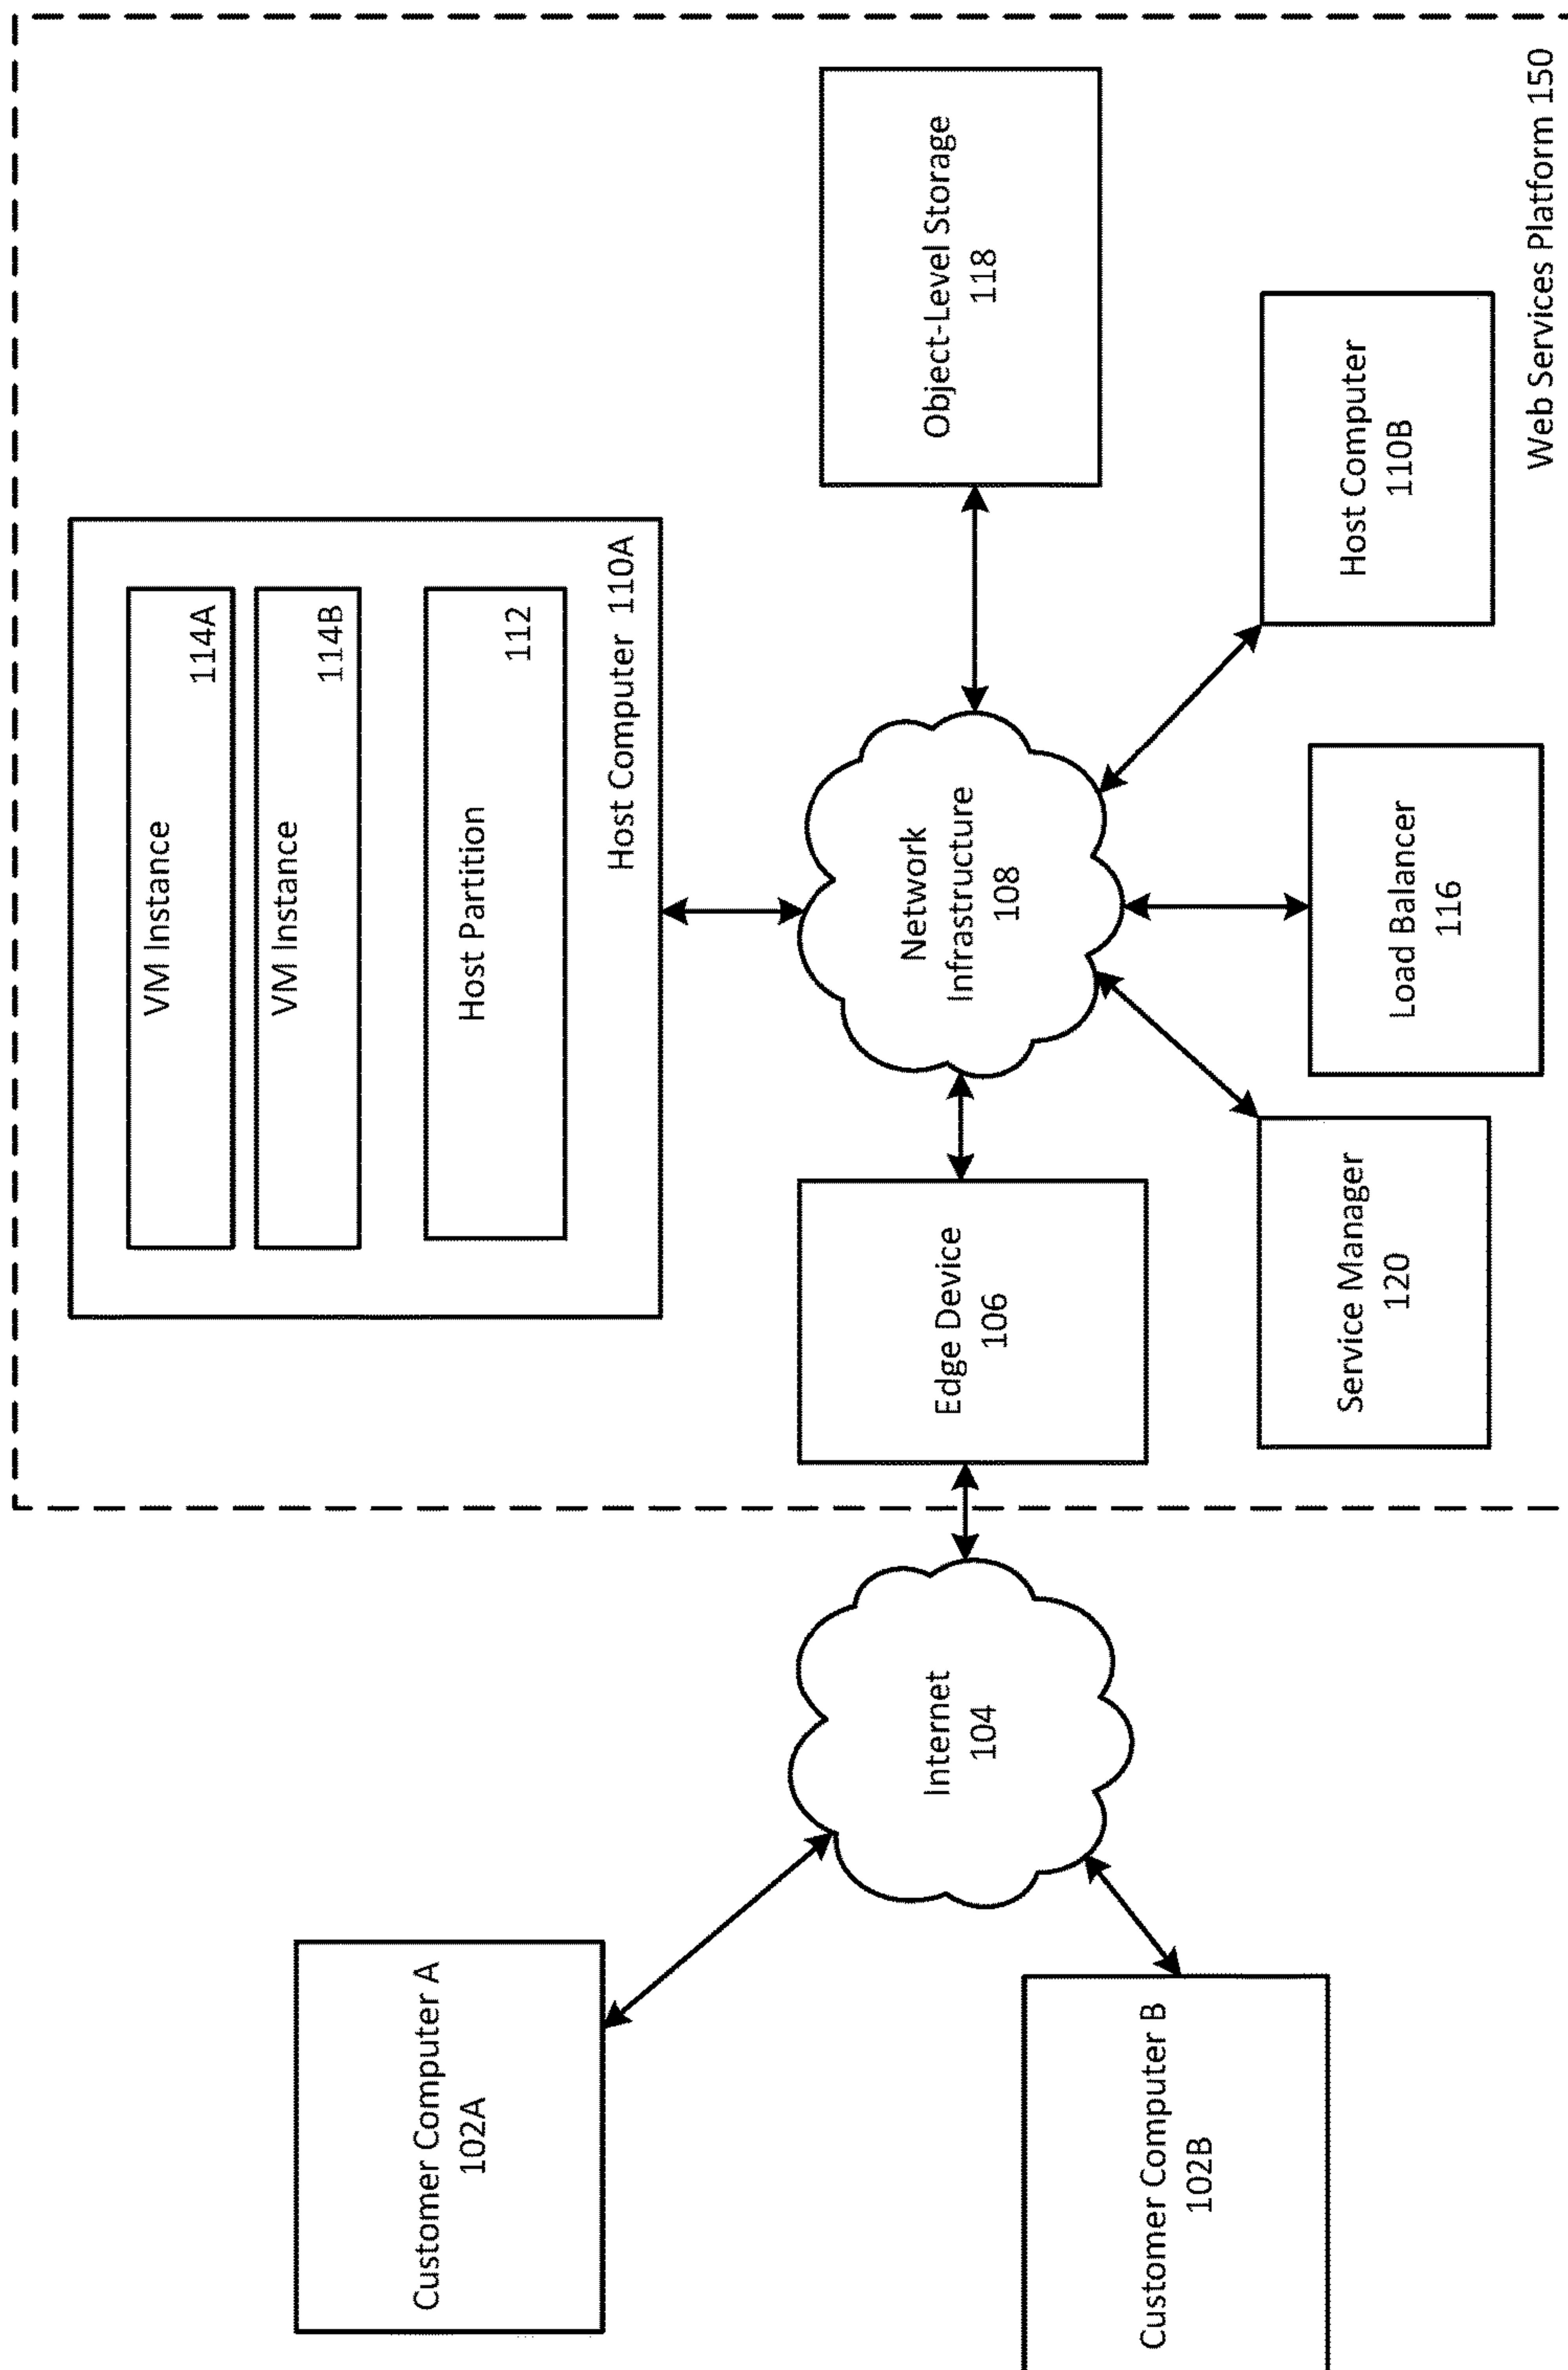 Customer Computer A
102A
Customer Computer B
102B
Internet
104
Edge Device
106
VM Instance
114A
VM Instance
114B
Host Partition
112
Host Computer 110A
Network
Infrastructure
108
Object-Level Storage
118
Service Manager
120
Load Balancer
116
Host Computer
110B
Web Services Platform 150